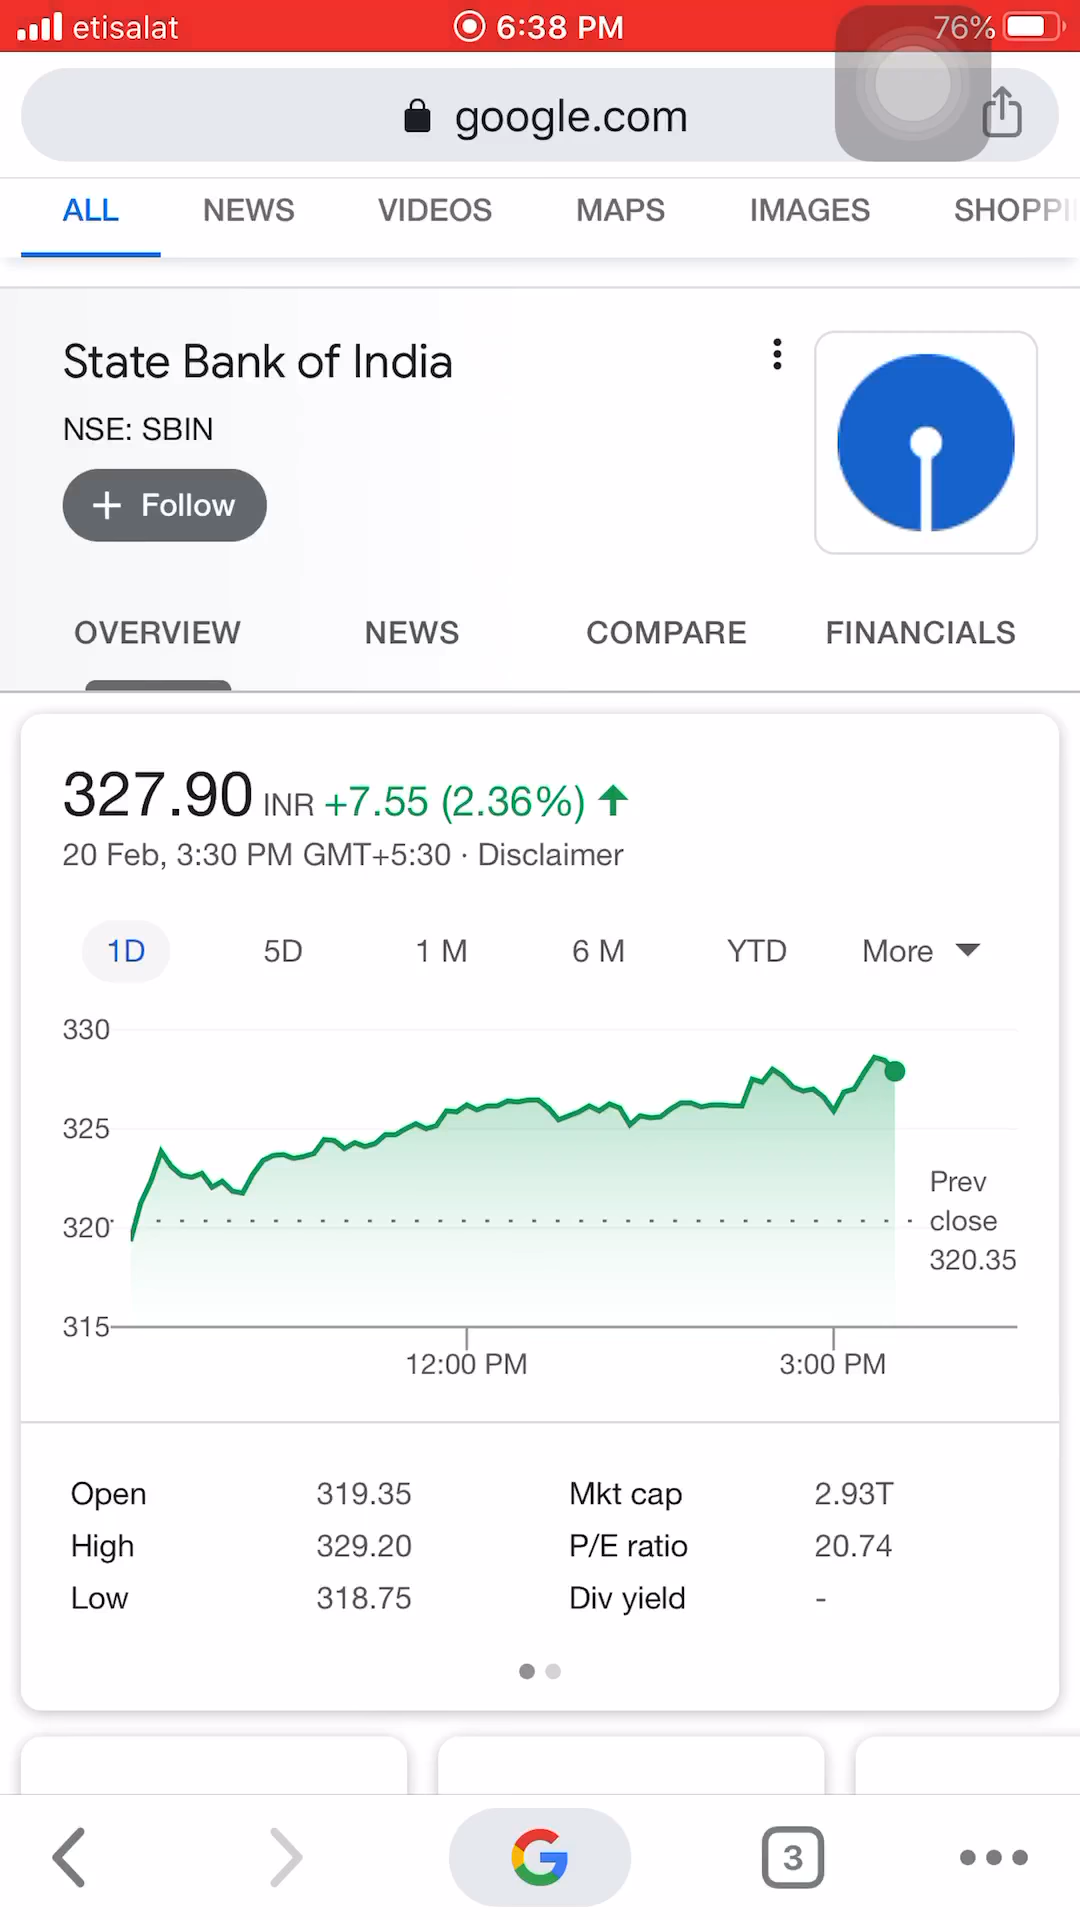 etisalat 6:38 PM 76%
google.com
ALL NEWS VIDEOS MAPS IMAGES SHOPPI
State Bank of India
NSE: SBIN
+ Follow
OVERVIEW NEWS COMPARE FINANCIALS
327.90 INR +7.55 (2.36%)
20 Feb, 3:30 PM GMT+5:30 · Disclaimer
1D 5D 1 M 6 M YTD More
330
325
320
315
Prev
close
320.35
12:00 PM 3:00 PM
Open 319.35 Mkt cap 2.93T
High 329.20 P/E ratio 20.74
Low 318.75 Div yield -
G 3